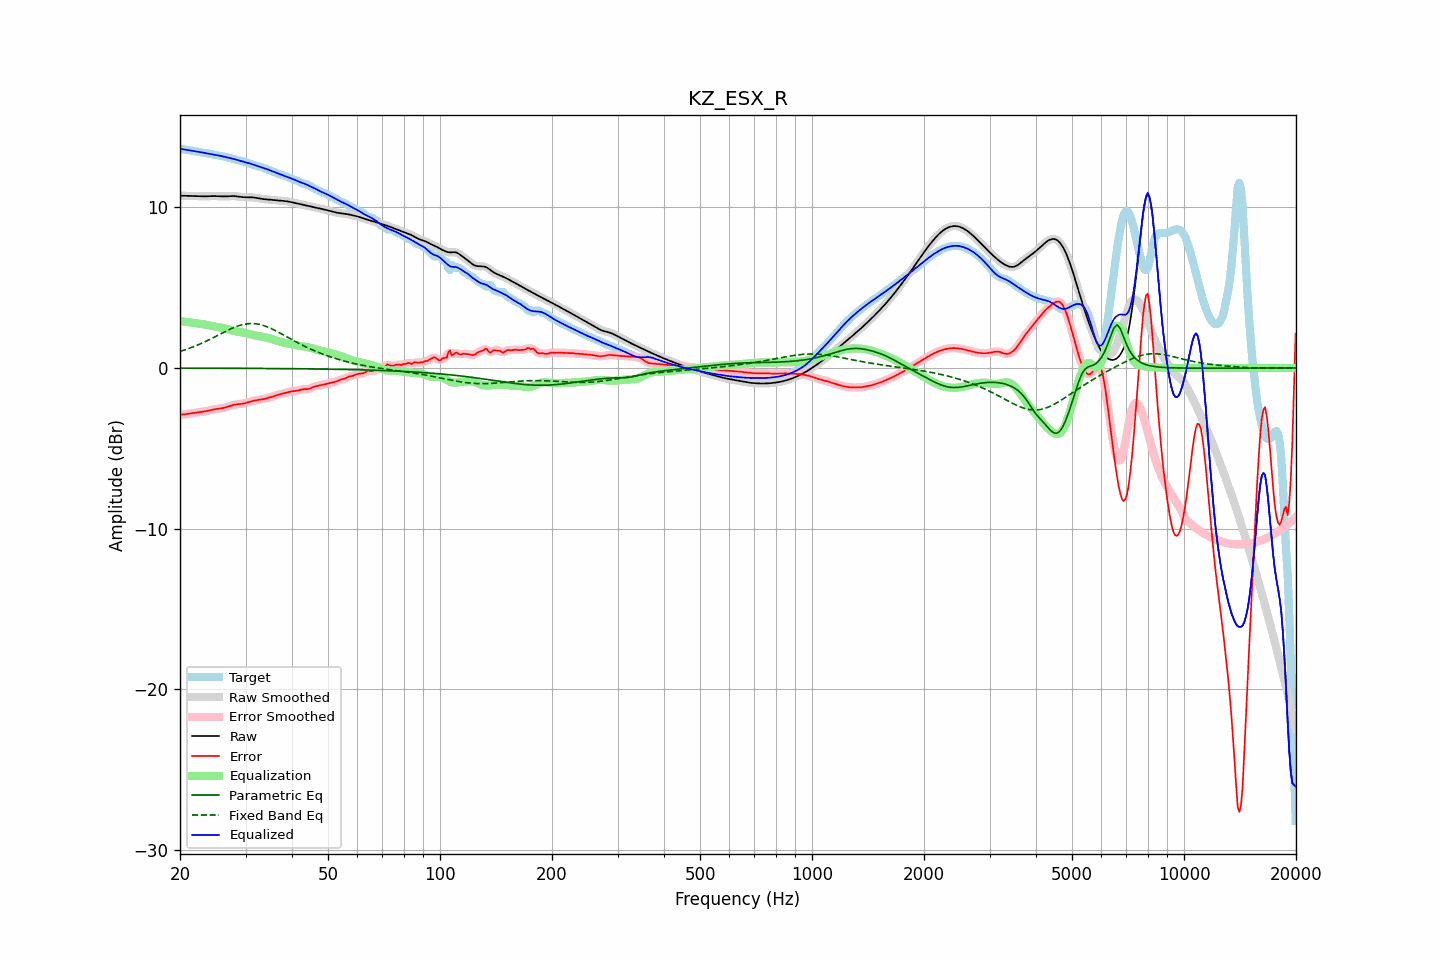 KZ_ESX_R
Amplitude (dBr)
10
0
−10
−20
−30
Target
Raw Smoothed
Error Smoothed
Raw
Error
Equalization
Parametric Eq
Fixed Band Eq
Equalized
20 50 100 200 500 1000 2000 5000 10000 20000
Frequency (Hz)